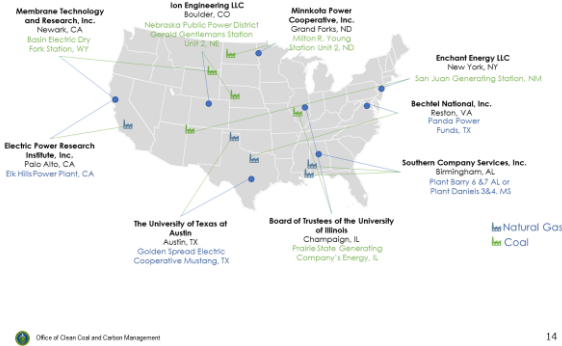 Membrane Technology
and Research, Inc.
Newark, CA
Basin Electric Dry
Fork Station, WY
Ion Engineering LLC
Boulder, CO
Nebraska Public Power District
Gerald Gentlemans Station
Unit 2, NE
Minnkota Power
Cooperative, Inc.
Grand Forks, ND
Milton R. Young
Station Unit 2, ND
Enchant Energy LLC
New York, NY
San Juan Generating Station, NM
Bechtel National, Inc.
Reston, VA
Panda Power
Funds, TX
Electric Power Research
Institute, Inc.
Palo Alto, CA
Elk Hills Power Plant, CA
Southern Company Services, Inc.
Birmingham, AL
Plant Barry 6 &7 AL or
Plant Daniels 3&4, MS
The University of Texas at
Austin
Austin, TX
Golden Spread Electric
Cooperative Mustang, TX
Board of Trustees of the University
of Illinois
Champaign, IL
Prairie State Generating
Company's Energy, IL
Natural Gas
Coal
Office of Clean Coal and Carbon Management
14